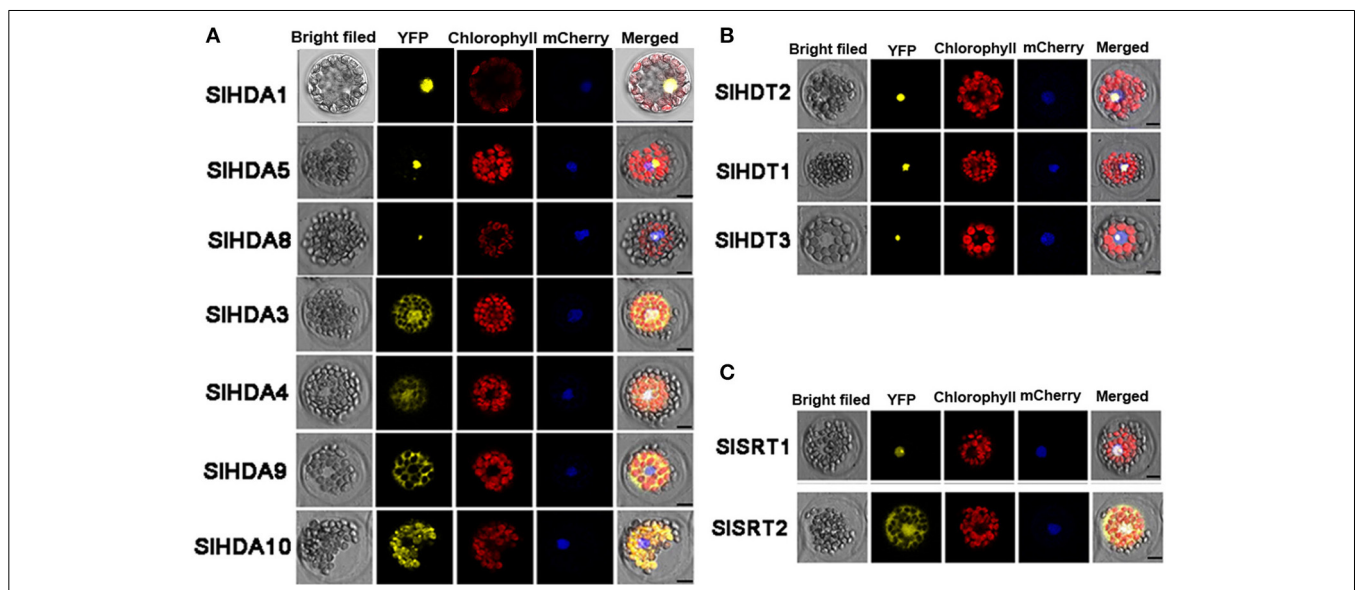 A
Bright filed YFP Chlorophyll mCherry Merged
SlHDA1
SlHDA5
SlHDA8
SlHDA3
SlHDA4
SlHDA9
SlHDA10
B
Bright filed YFP Chlorophyll mCherry Merged
SlHDT2
SlHDT1
SlHDT3
C
Bright filed YFP Chlorophyll mCherry Merged
SlSRT1
SlSRT2